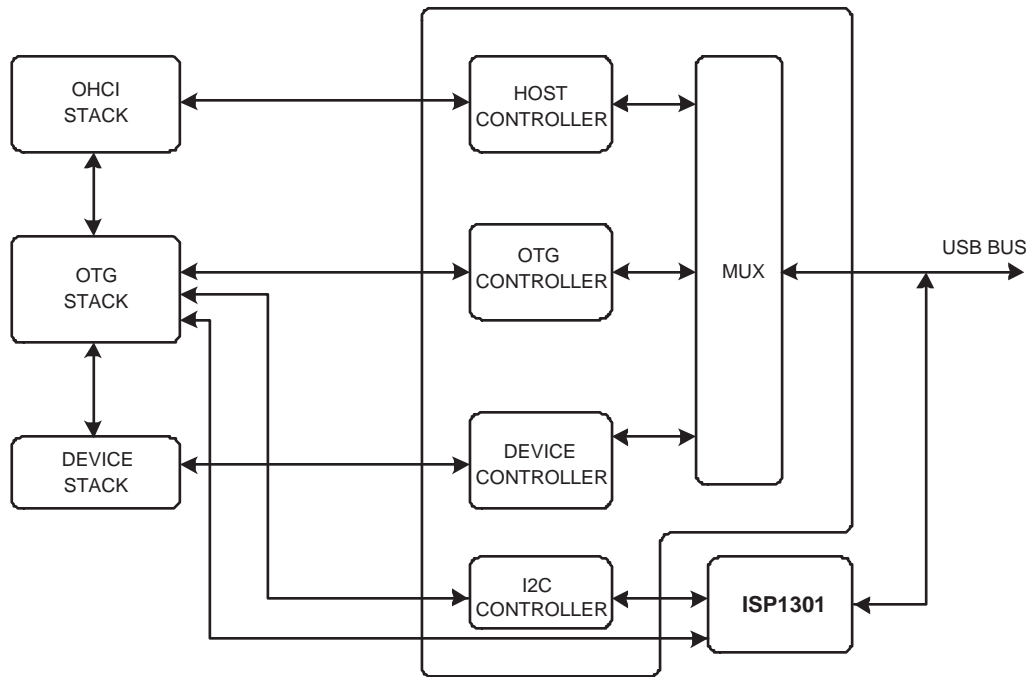 OHCI
STACK
HOST
CONTROLLER
OTG
STACK
OTG
CONTROLLER
MUX
USB BUS
DEVICE
STACK
DEVICE
CONTROLLER
I2C
CONTROLLER
ISP1301